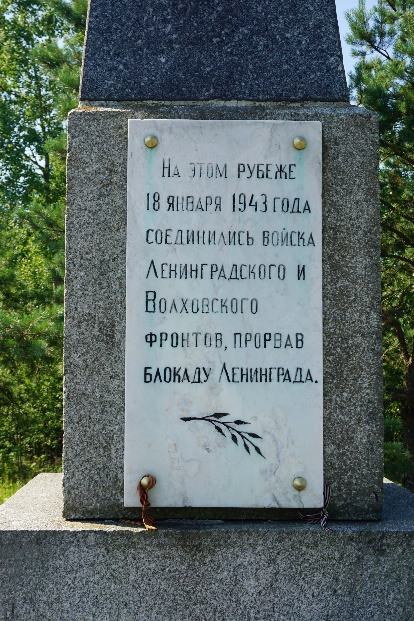 На этом рубеже
18 января 1943 года
соединились войска
Ленинградского и
Волховского
фронтов, прорвав
блокаду Ленинграда.